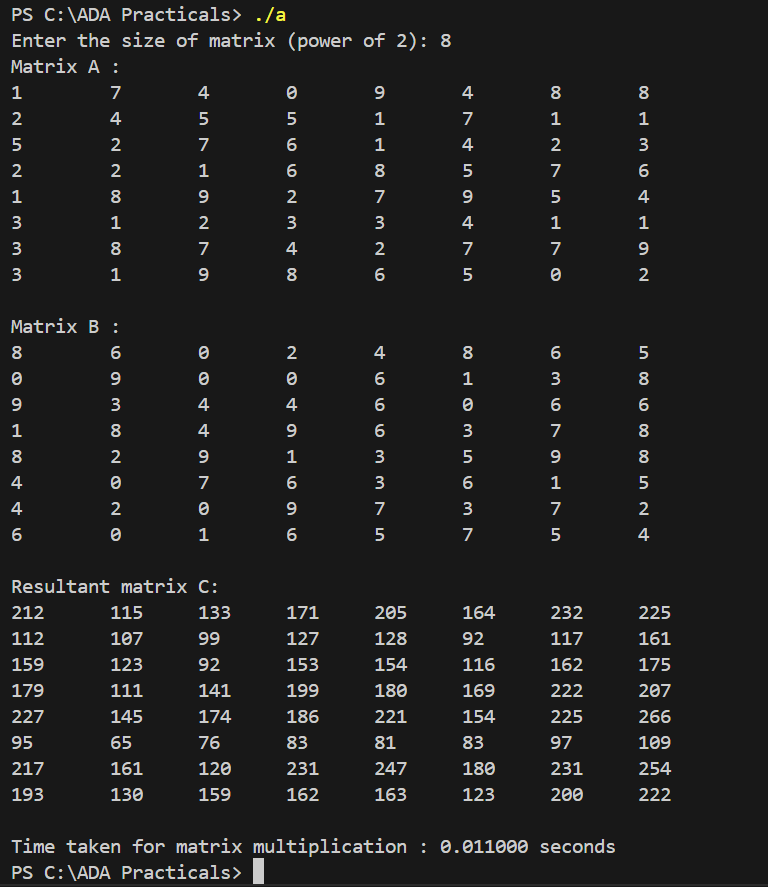 PS C:\ADA Practicals> ./a
Enter the size of matrix (power of 2): 8
Matrix A :
1 7 4 0 9 4 8 8
2 4 5 5 1 7 1 1
5 2 7 6 1 4 2 3
2 2 1 6 8 5 7 6
1 8 9 2 7 9 5 4
3 1 2 3 3 4 1 1
3 8 7 4 2 7 7 9
3 1 9 8 6 5 0 2
Matrix B :
8 6 0 2 4 8 6 5
0 9 0 0 6 1 3 8
9 3 4 4 6 0 6 6
1 8 4 9 6 3 7 8
8 2 9 1 3 5 9 8
4 0 7 6 3 6 1 5
4 2 0 9 7 3 7 2
6 0 1 6 5 7 5 4
Resultant matrix C:
212 115 133 171 205 164 232 225
112 107 99 127 128 92 117 161
159 123 92 153 154 116 162 175
179 111 141 199 180 169 222 207
227 145 174 186 221 154 225 266
95 65 76 83 81 83 97 109
217 161 120 231 247 180 231 254
193 130 159 162 163 123 200 222
Time taken for matrix multiplication : 0.011000 seconds
PS C:\ADA Practicals>